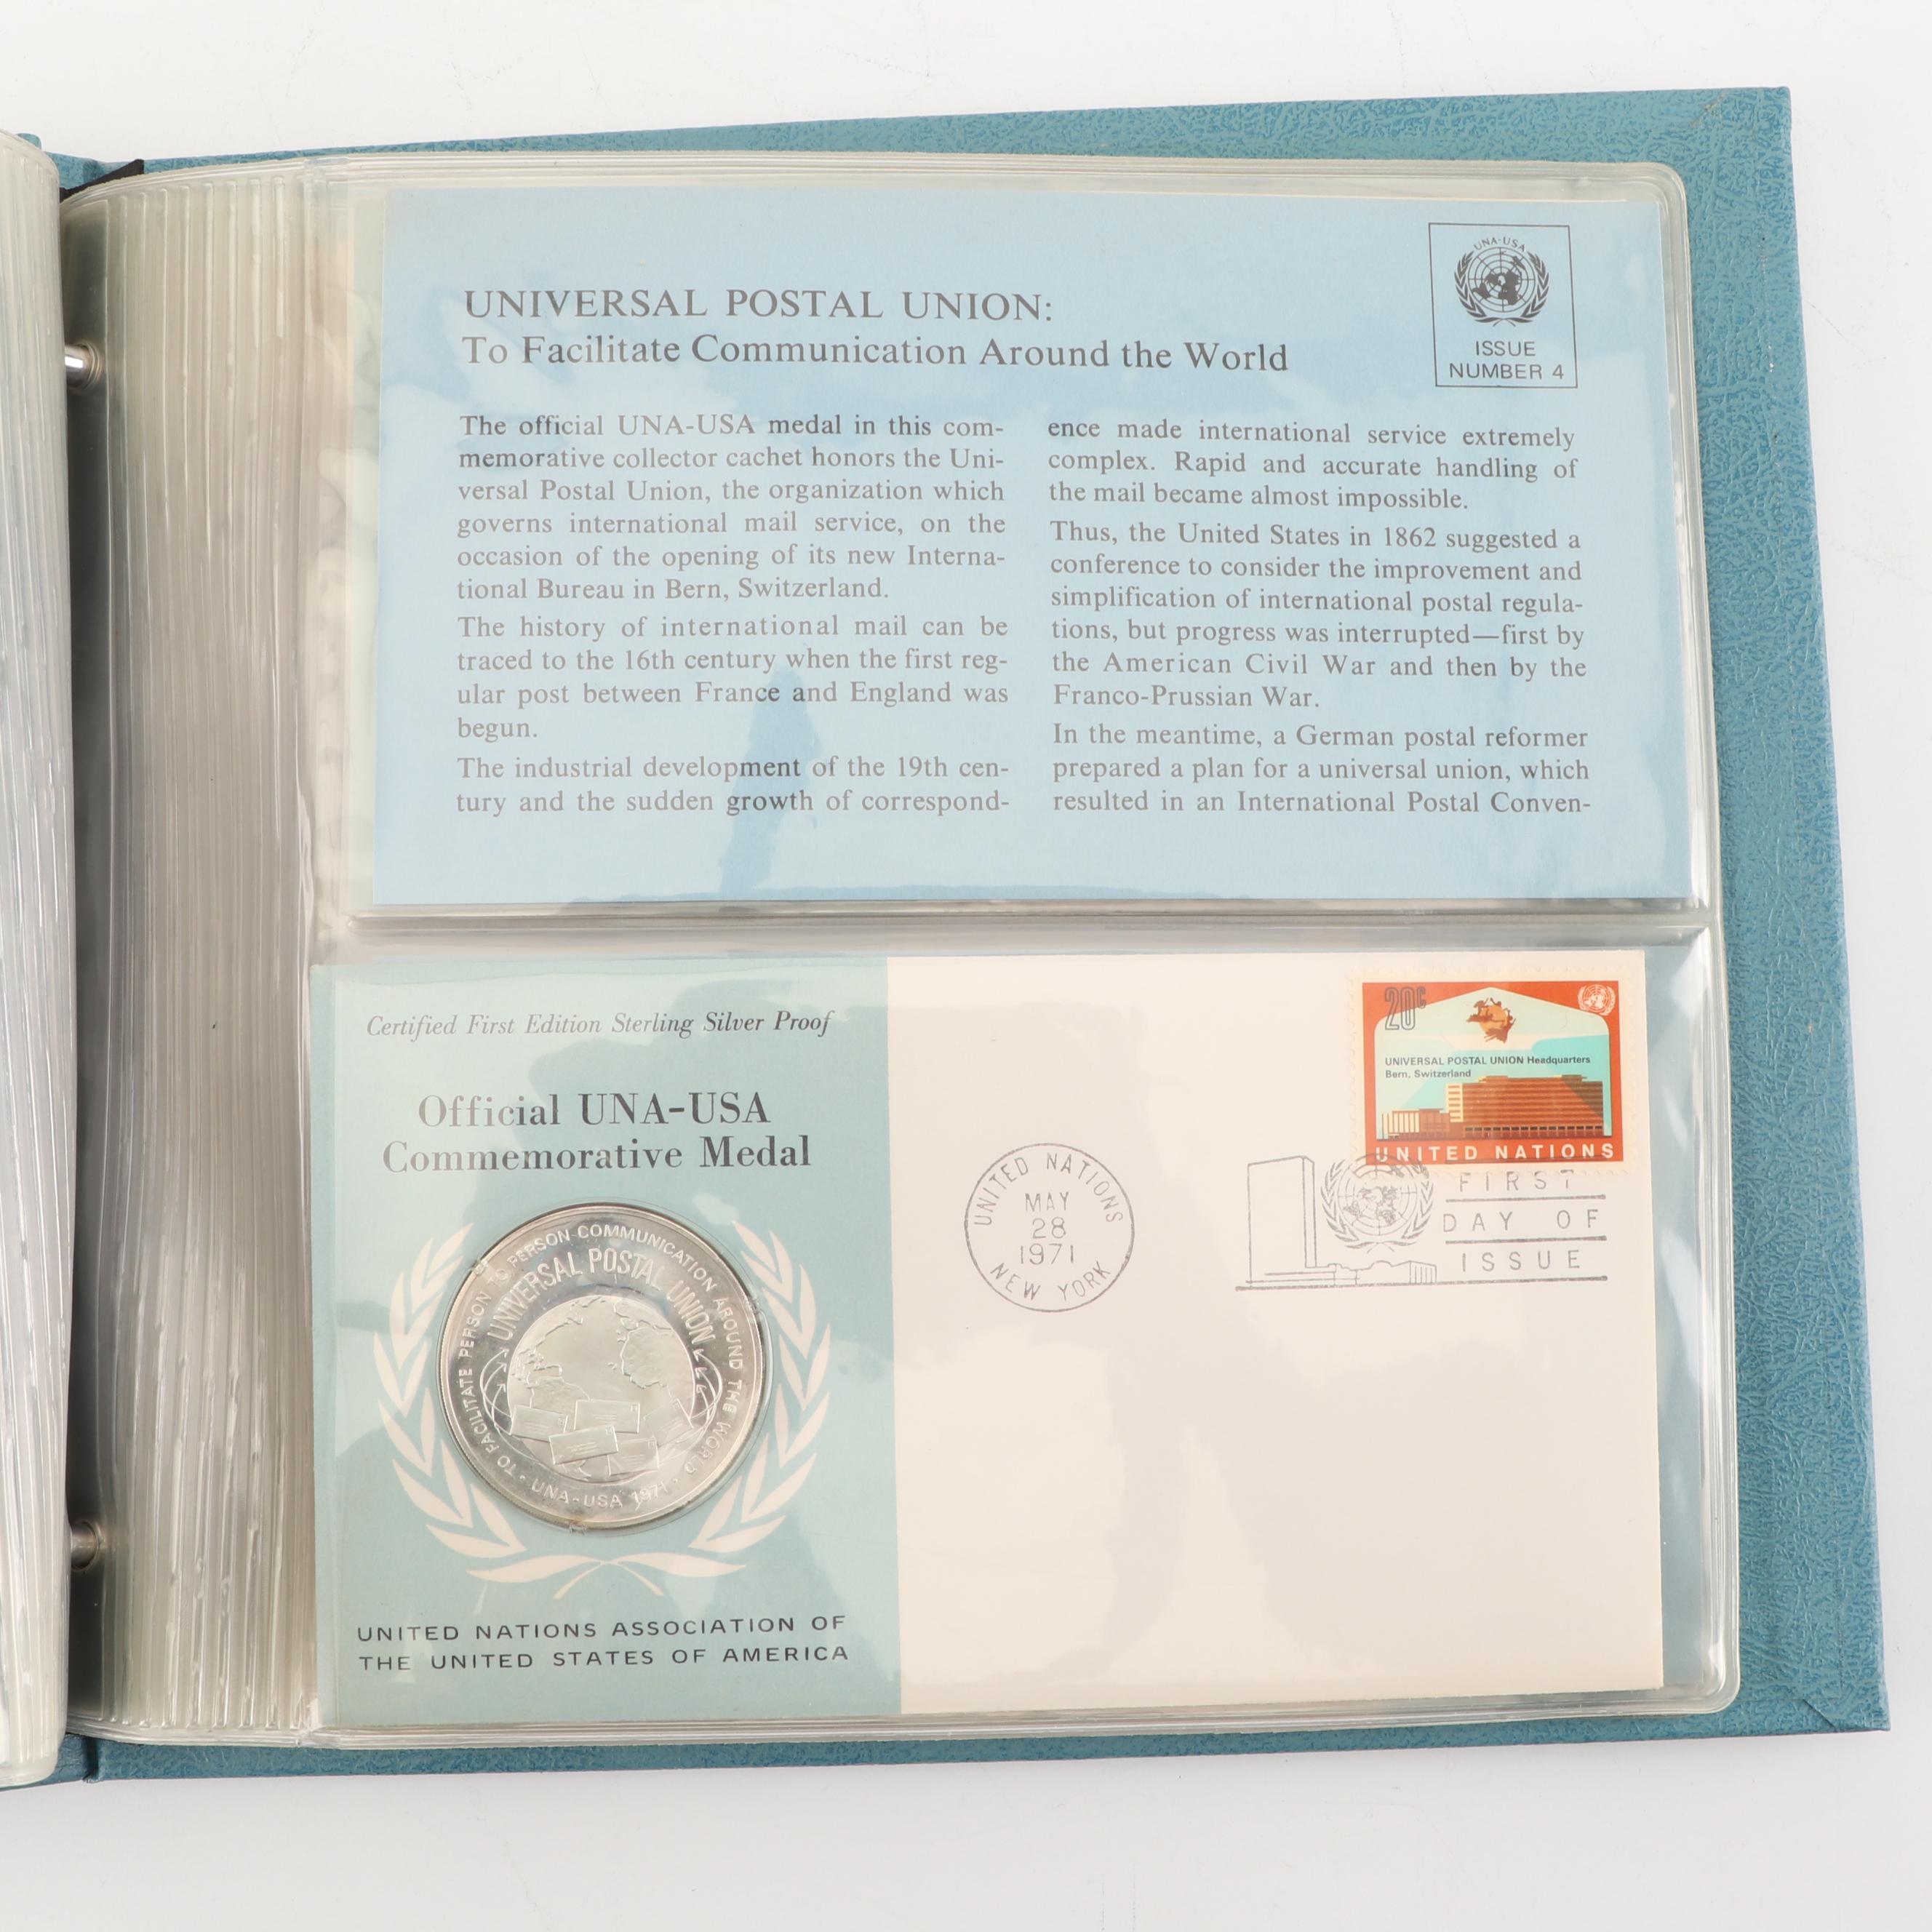 UNIVERSAL POSTAL UNION:
To Facilitate Communication Around the World
UNA-USA
ISSUE
NUMBER 4
The official UNA-USA medal in this com-
memorative collector cachet honors the Uni-
versal Postal Union, the organization which
governs international mail service, on the
occasion of the opening of its new Interna-
tional Bureau in Bern, Switzerland.
The history of international mail can be
traced to the 16th century when the first reg-
ular post between France and England was
begun.
The industrial development of the 19th cen-
tury and the sudden growth of correspond-
ence made international service extremely
complex. Rapid and accurate handling of
the mail became almost impossible.
Thus, the United States in 1862 suggested a
conference to consider the improvement and
simplification of international postal regula-
tions, but progress was interrupted—first by
the American Civil War and then by the
Franco-Prussian War.
In the meantime, a German postal reformer
prepared a plan for a universal union, which
resulted in an International Postal Conven-
Certified First Edition Sterling Silver Proof
Official UNA-USA
Commemorative Medal
TO FACILITATE PERSON TO PERSON COMMUNICATION AROUND THE WORLD
UNIVERSAL POSTAL UNION
UNA-USA 1971
UNITED NATIONS ASSOCIATION OF
THE UNITED STATES OF AMERICA
20c
UNIVERSAL POSTAL UNION Headquarters
Bern, Switzerland
UNITED NATIONS
UNITED NATIONS
MAY
28
1971
NEW YORK
FIRST
DAY OF
ISSUE